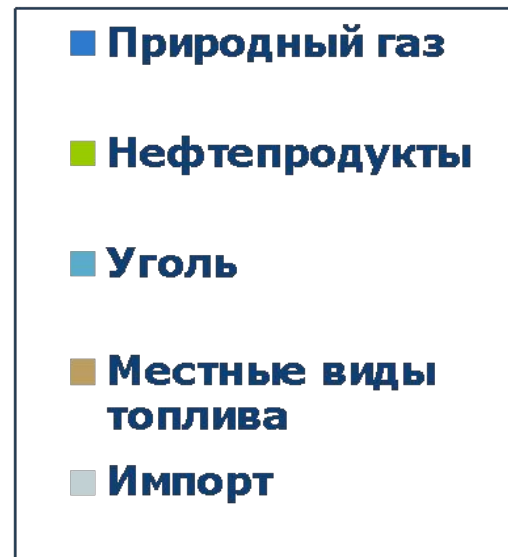 Природный газ
Нефтепродукты
Уголь
Местные виды
топлива
Импорт